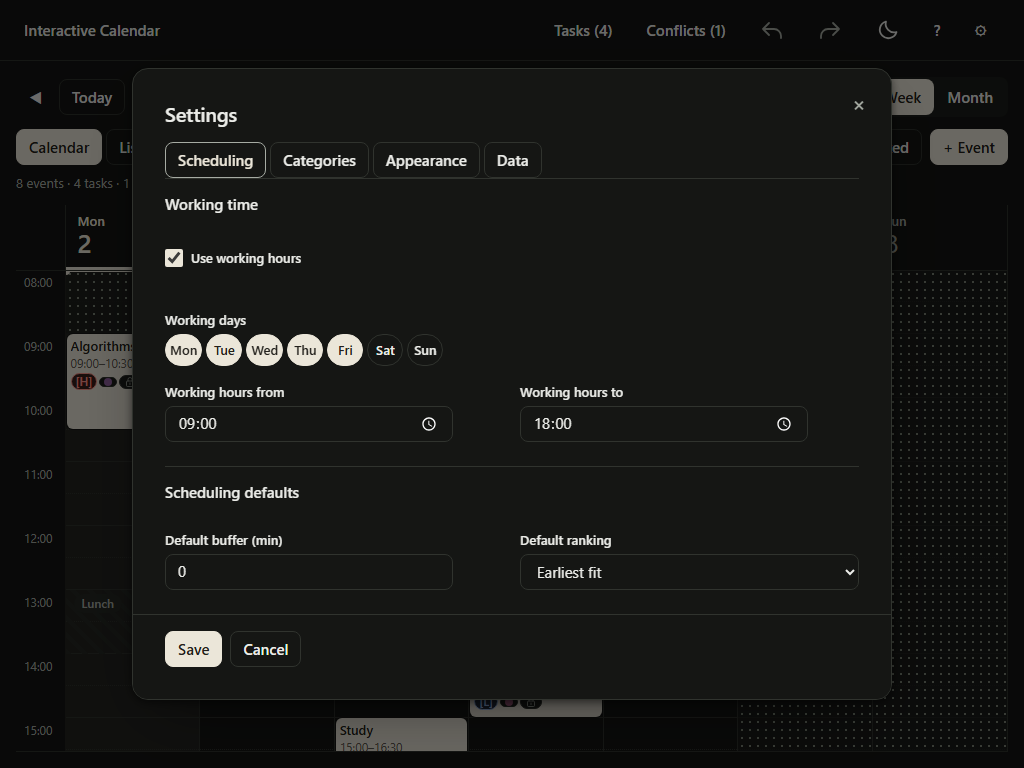 Interactive Calendar
Tasks (4)
Conflicts (1)
?
Today
Week
Month
Calendar
+ Event
8 events · 4 tasks · 1
Mon
2
08:00
09:00
10:00
11:00
12:00
13:00
14:00
15:00
Algorithms
09:00–10:30
[H]
Lunch
[L]
Study
15:00–16:30
Settings
×
Scheduling
Categories
Appearance
Data
Working time
Use working hours
Working days
Mon
Tue
Wed
Thu
Fri
Sat
Sun
Working hours from
Working hours to
09:00
18:00
Scheduling defaults
Default buffer (min)
Default ranking
0
Earliest fit
Save
Cancel